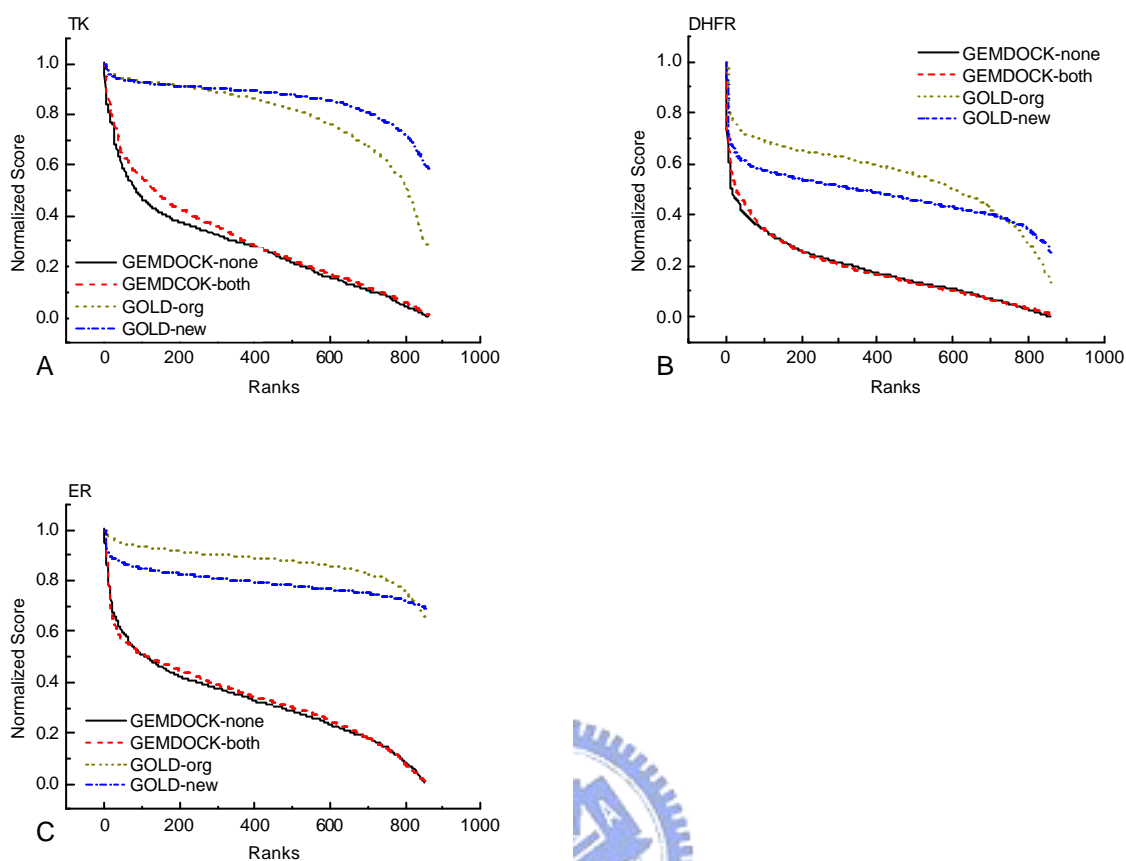 TK
1.0
0.8
0.6
0.4
0.2
0.0
Normalized Score
GEMDOCK-none
GEMDCOK-both
GOLD-org
GOLD-new
0 200 400 600 800 1000
Ranks
A
DHFR
1.0
0.8
0.6
0.4
0.2
0.0
Normalized Score
GEMDOCK-none
GEMDOCK-both
GOLD-org
GOLD-new
0 200 400 600 800 1000
Ranks
B
ER
1.0
0.8
0.6
0.4
0.2
0.0
Normalized Score
GEMDOCK-none
GEMDOCK-both
GOLD-org
GOLD-new
0 200 400 600 800 1000
Ranks
C
A